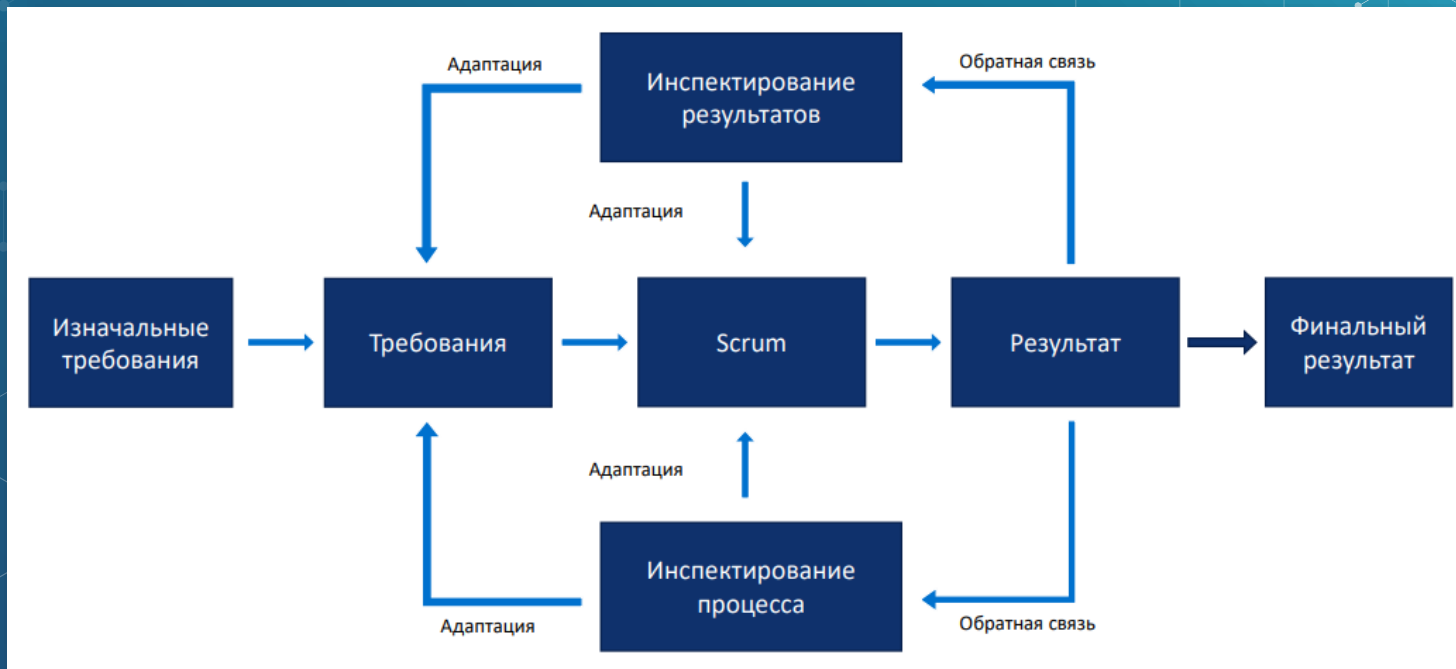 Адаптация
Инспектирование
результатов
Обратная связь
Адаптация
Изначальные
требования
Требования
Scrum
Результат
Финальный
результат
Адаптация
Инспектирование
процесса
Адаптация
Обратная связь